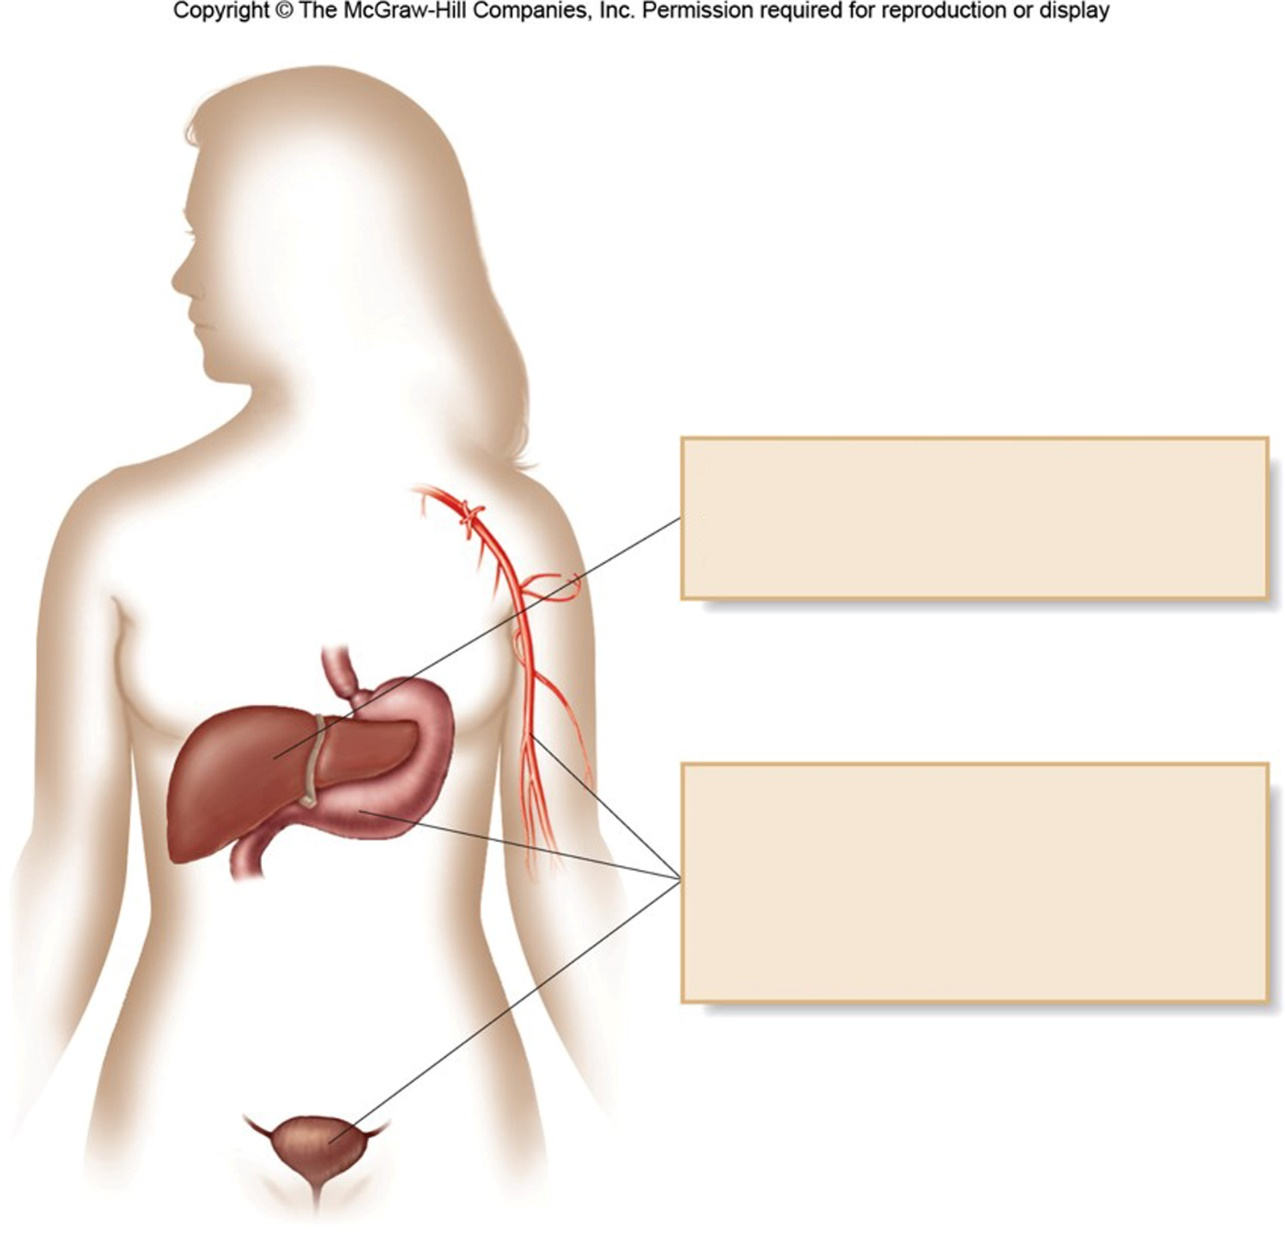 Copyright © The McGraw-Hill Companies, Inc. Permission required for reproduction or display